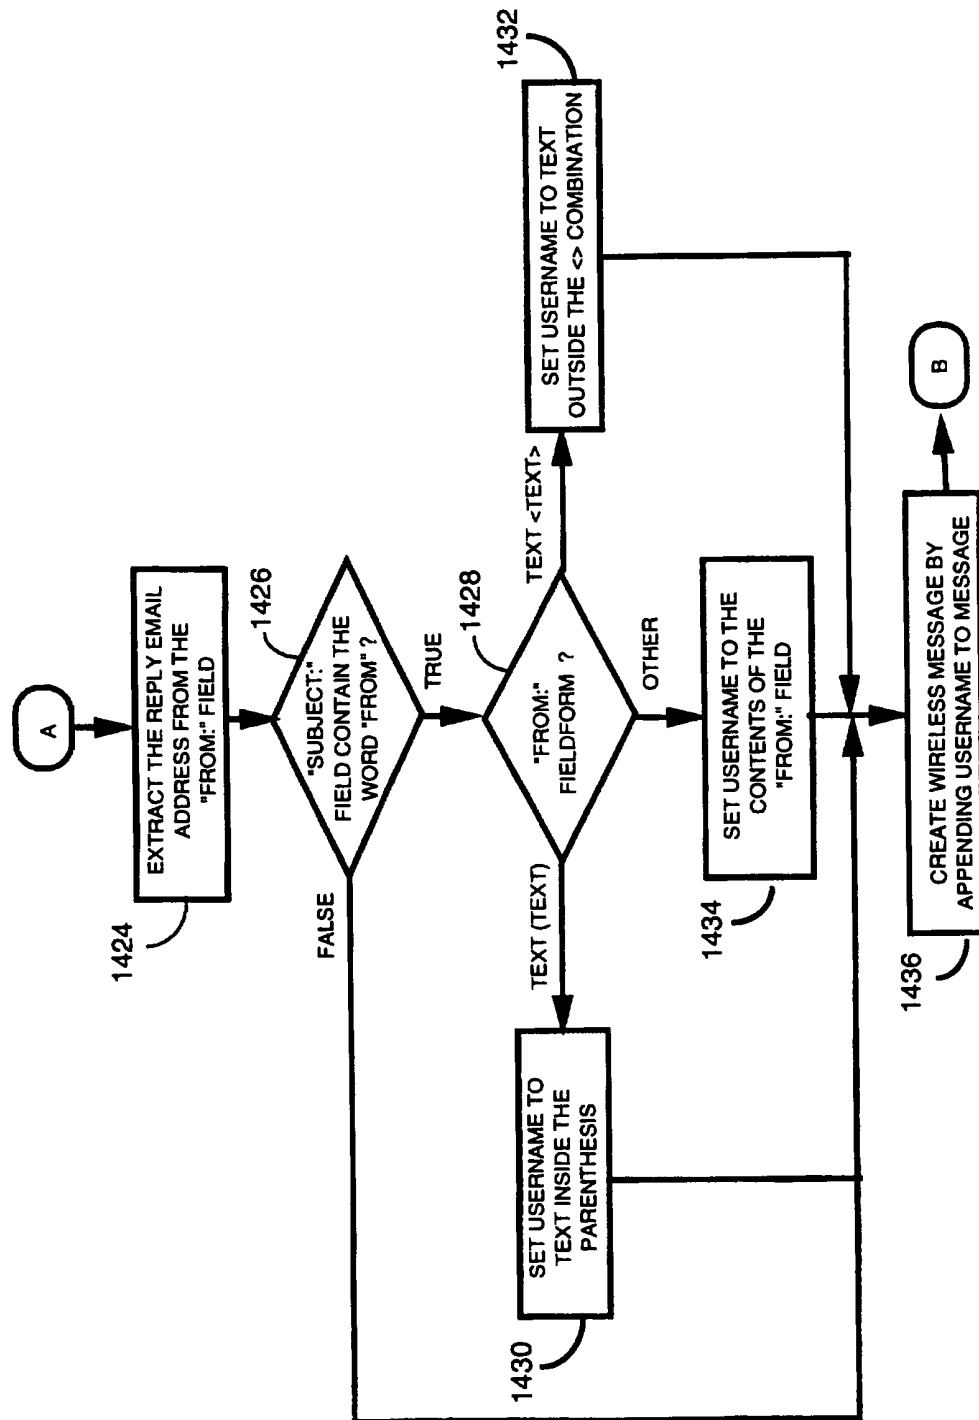 A
EXTRACT THE REPLY EMAIL
ADDRESS FROM THE
"FROM:" FIELD
1424
"SUBJECT:"
FIELD CONTAIN THE
WORD "FROM" ?
1426
FALSE
TRUE
"FROM:"
FIELDFORM ?
1428
TEXT (TEXT)
TEXT <TEXT>
OTHER
SET USERNAME TO
TEXT INSIDE THE
PARENTHESIS
1430
SET USERNAME TO THE
CONTENTS OF THE
"FROM:" FIELD
1434
SET USERNAME TO TEXT
OUTSIDE THE <> COMBINATION
1432
CREATE WIRELESS MESSAGE BY
APPENDING USERNAME TO MESSAGE
1436
B